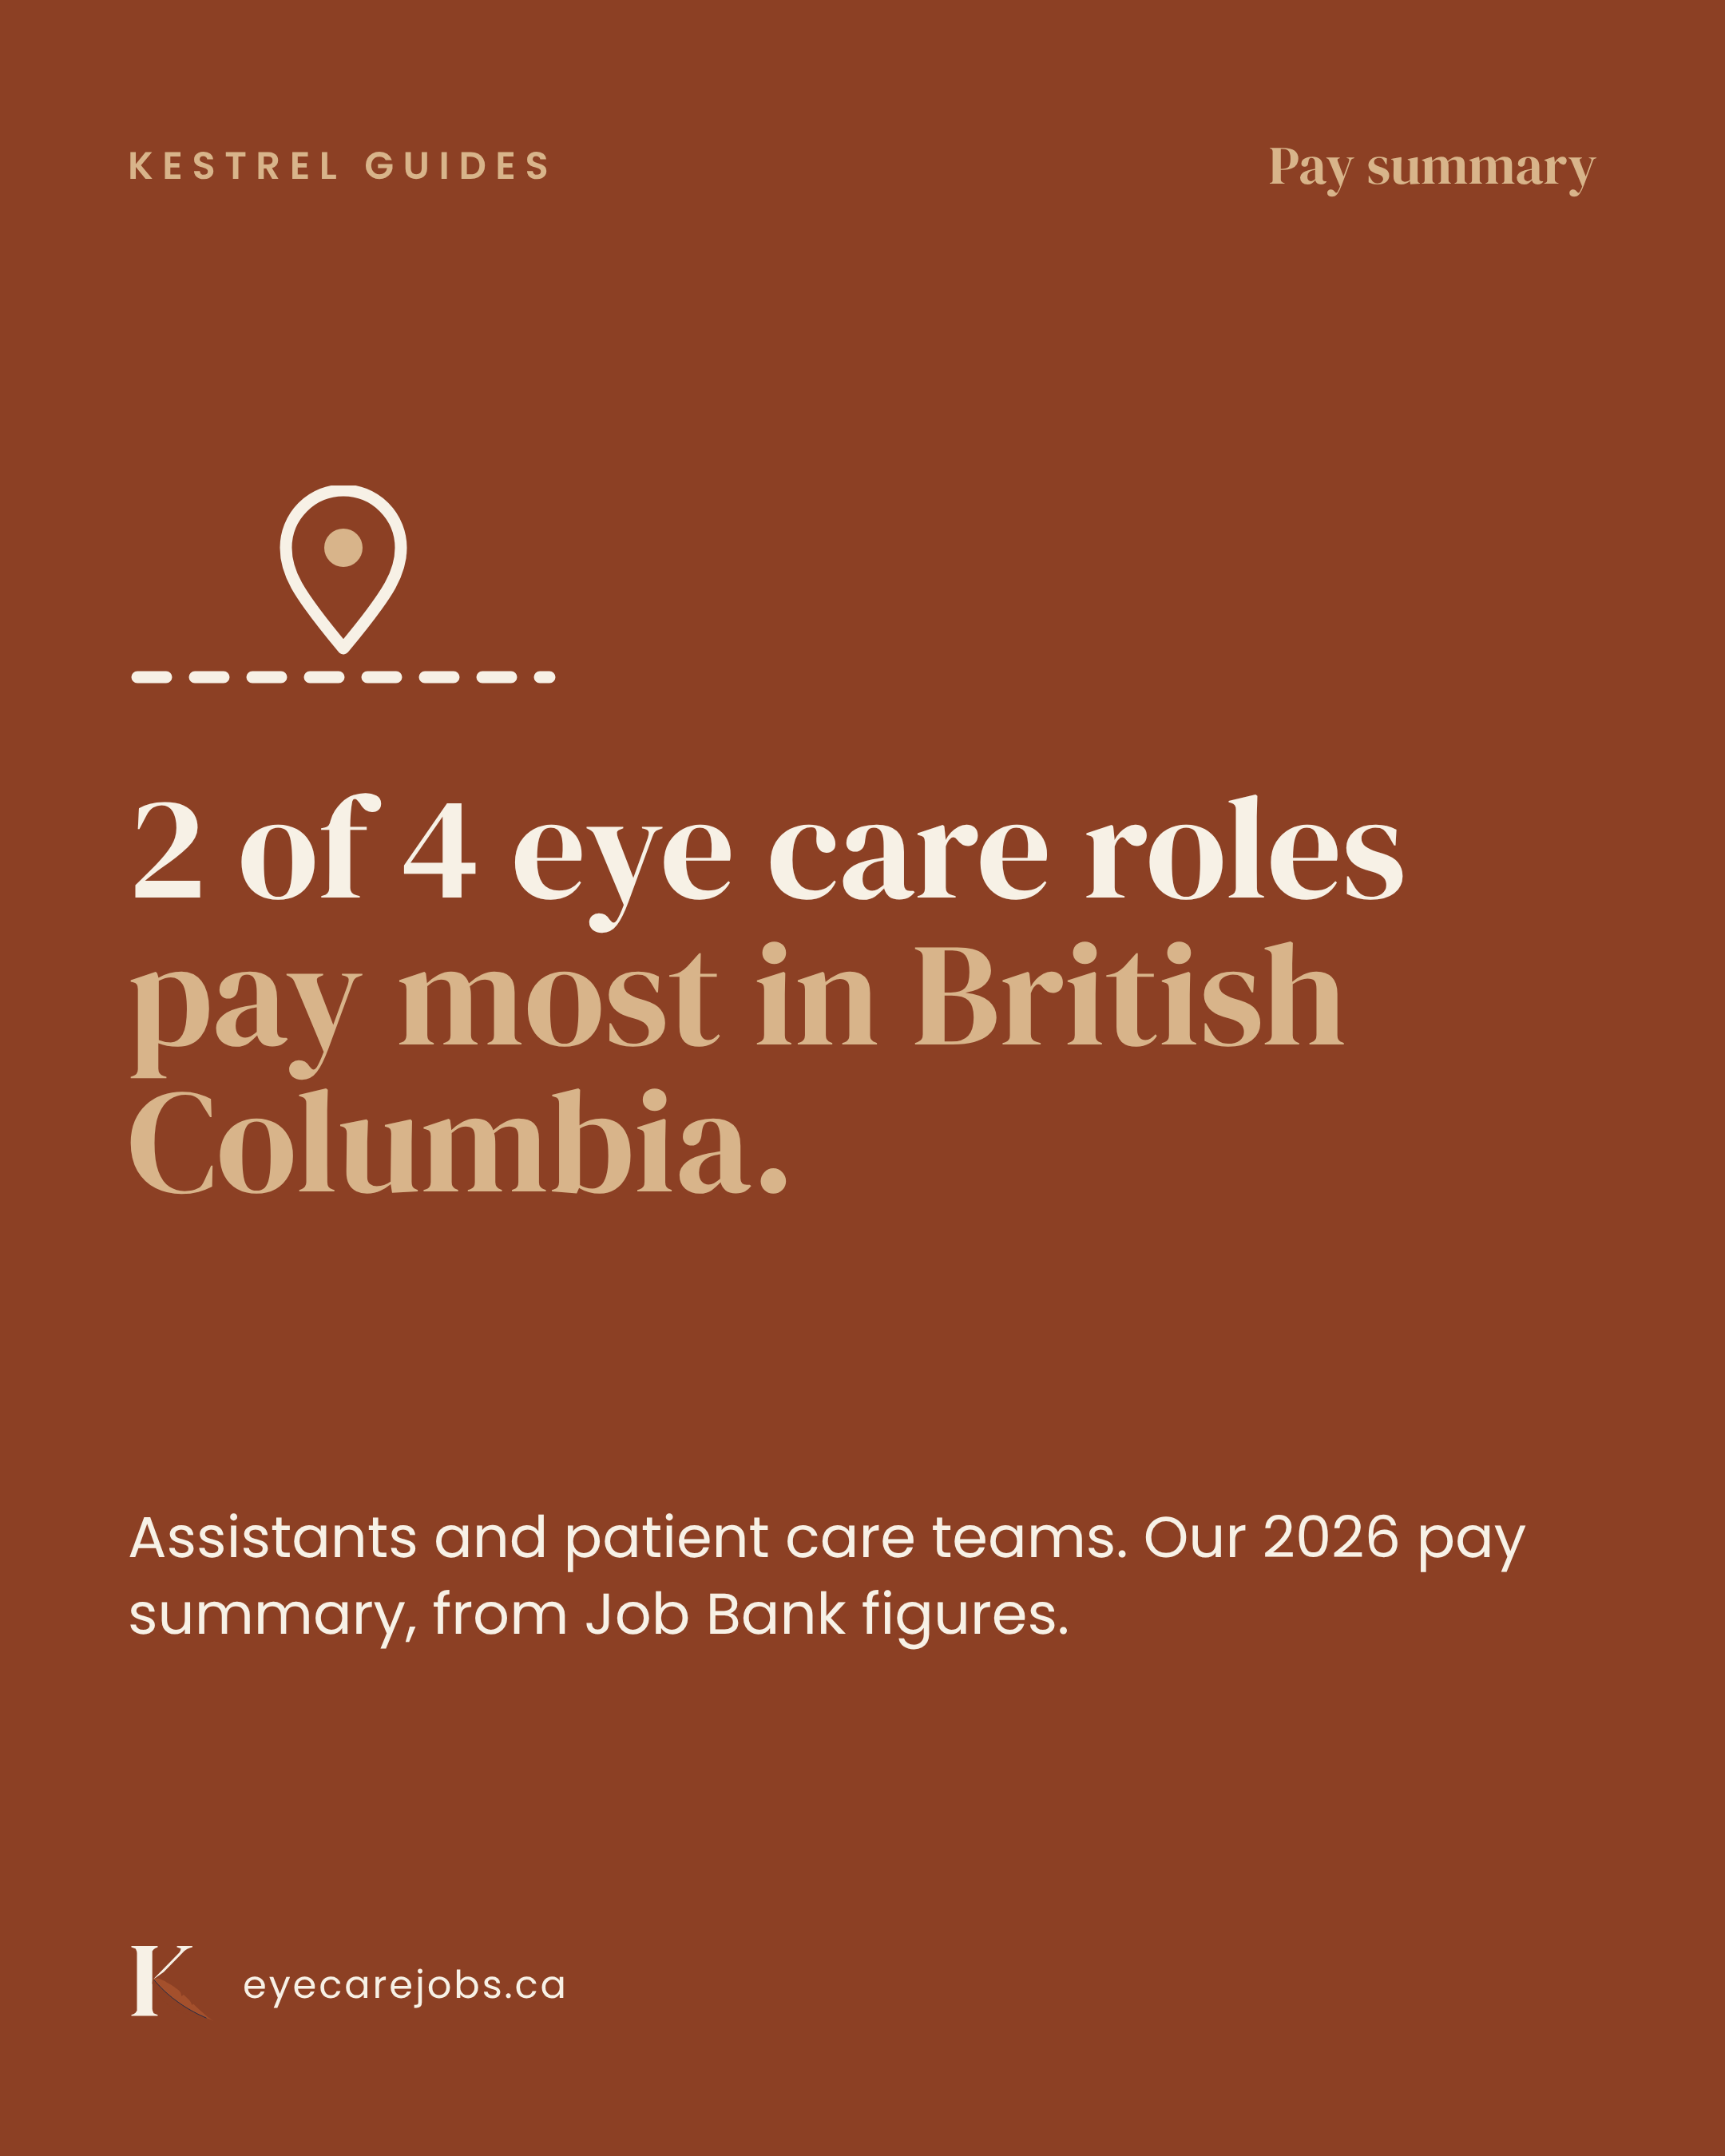 KESTREL GUIDES
Pay summary
2 of 4 eye care roles
pay most in British
Columbia.
Assistants and patient care teams. Our 2026 pay
summary, from Job Bank figures.
K
eyecarejobs.ca